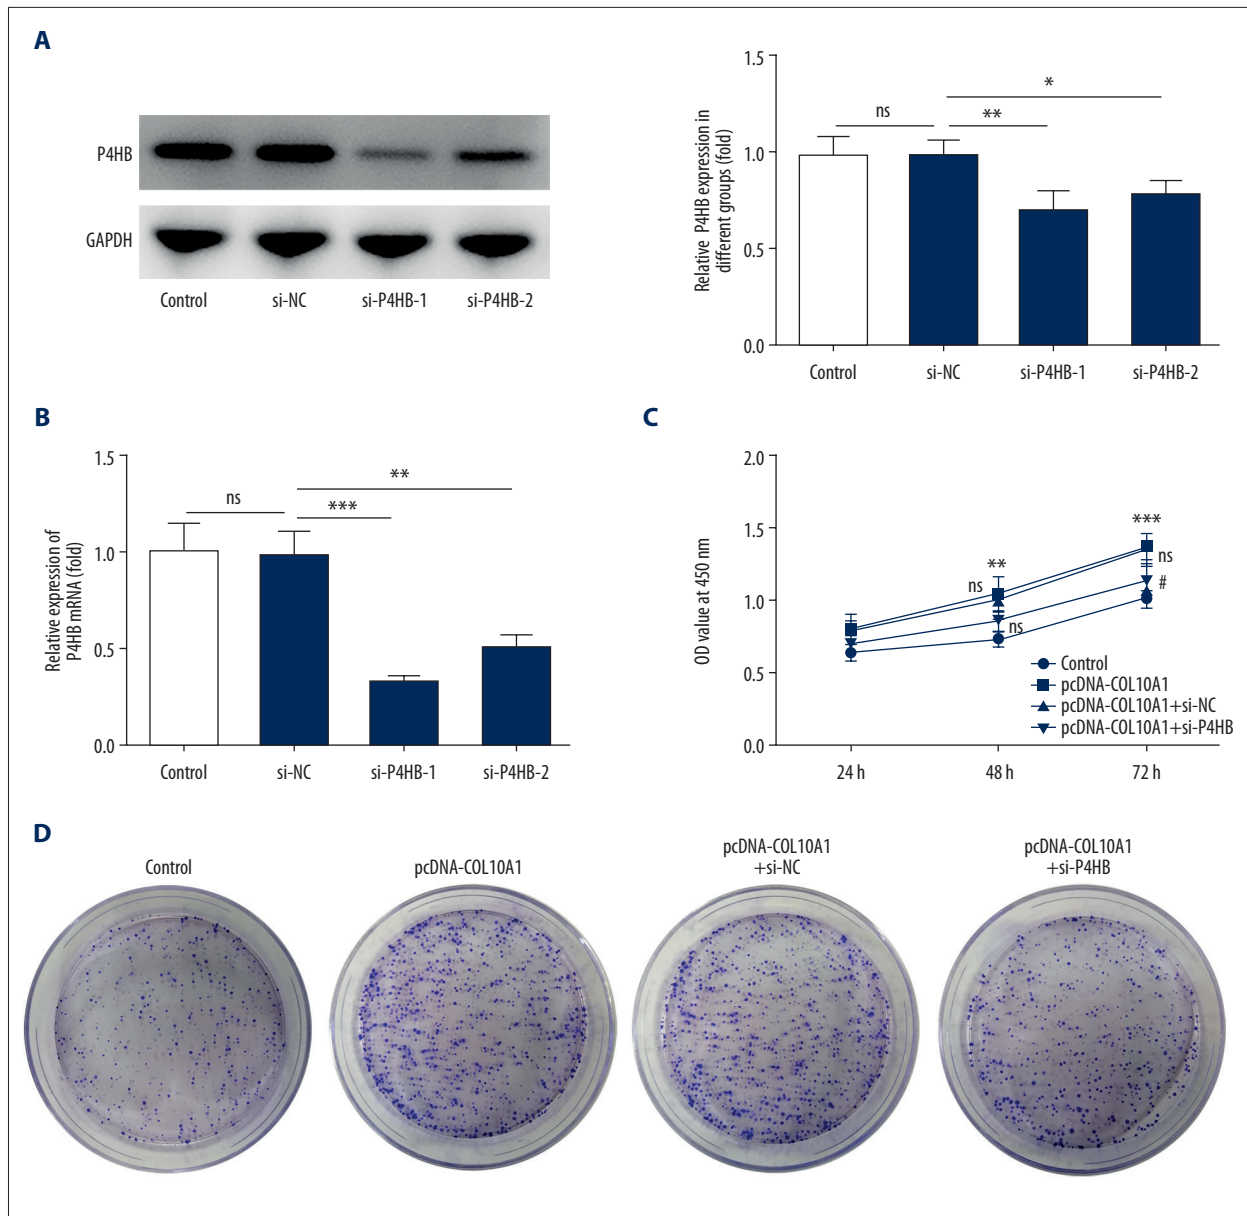 A
P4HB
GAPDH
Control si-NC si-P4HB-1 si-P4HB-2
Relative P4HB expression in
different groups (fold)
1.5
1.0
0.5
0.0
ns
**
*
Control si-NC si-P4HB-1 si-P4HB-2
B
Relative expression of
P4HB mRNA (fold)
1.5
1.0
0.5
0.0
ns
***
**
Control si-NC si-P4HB-1 si-P4HB-2
C
OD value at 450 nm
2.0
1.5
1.0
0.5
0.0
**
ns
ns
***
ns
#
Control
pcDNA-COL10A1
pcDNA-COL10A1+si-NC
pcDNA-COL10A1+si-P4HB
24 h 48 h 72 h
D
Control
pcDNA-COL10A1
pcDNA-COL10A1
+si-NC
pcDNA-COL10A1
+si-P4HB